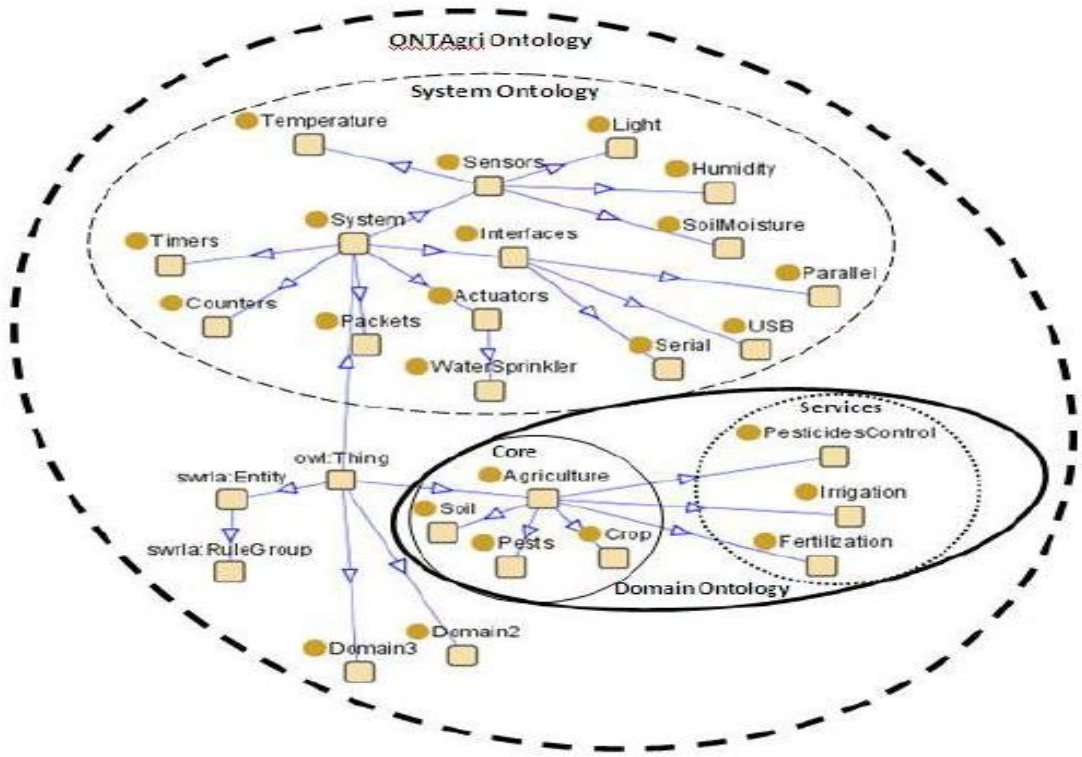 ONTAgri Ontology
System Ontology
Temperature
Light
Sensors
Humidity
System
Interfaces
SoilMoisture
Timers
Parallel
Counters
Packets
Actuators
USB
Serial
WaterSprinkler
Services
PesticidesControl
Core
owl:Thing
swrla:Entity
Agriculture
Irrigation
Soil
Pests
Crop
Fertilization
swrla:RuleGroup
Domain Ontology
Domain2
Domain3